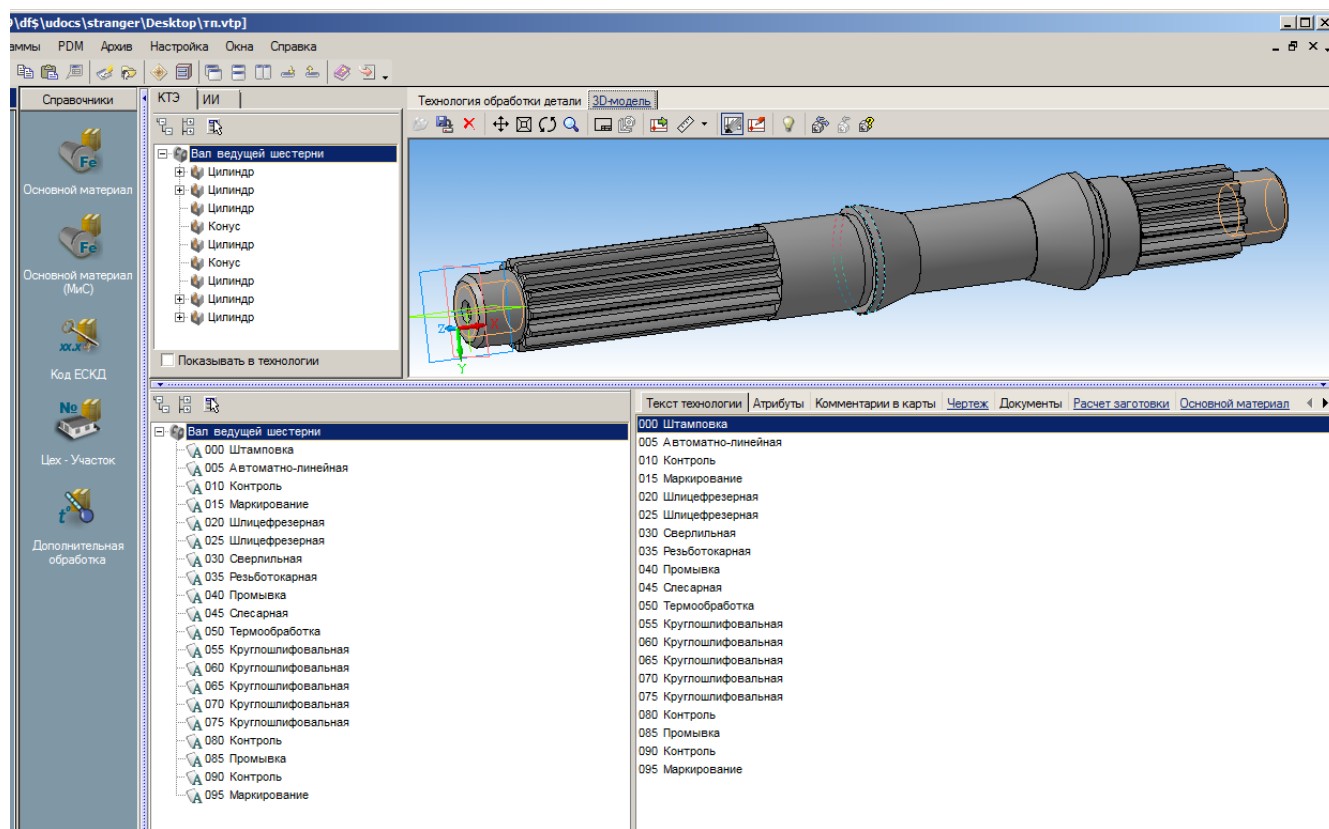 \df$\udocs\stranger\Desktop\тп.vtp]
аммы PDM Архив Настройка Окна Справка
Справочники
Основной материал
Основной материал (МиС)
Код ЕСКД
Цех - Участок
Дополнительная обработка
КТЭ ИИ
Вал ведущей шестерни
Цилиндр
Цилиндр
Цилиндр
Конус
Цилиндр
Конус
Цилиндр
Цилиндр
Цилиндр
Показывать в технологии
Технология обработки детали 3D-модель
Z X
Y
Вал ведущей шестерни
000 Штамповка
005 Автоматно-линейная
010 Контроль
015 Маркирование
020 Шлицефрезерная
025 Шлицефрезерная
030 Сверлильная
035 Резьботокарная
040 Промывка
045 Слесарная
050 Термообработка
055 Круглошлифовальная
060 Круглошлифовальная
065 Круглошлифовальная
070 Круглошлифовальная
075 Круглошлифовальная
080 Контроль
085 Промывка
090 Контроль
095 Маркирование
Текст технологии Атрибуты Комментарии в карты Чертеж Документы Расчет заготовки Основной материал
000 Штамповка
005 Автоматно-линейная
010 Контроль
015 Маркирование
020 Шлицефрезерная
025 Шлицефрезерная
030 Сверлильная
035 Резьботокарная
040 Промывка
045 Слесарная
050 Термообработка
055 Круглошлифовальная
060 Круглошлифовальная
065 Круглошлифовальная
070 Круглошлифовальная
075 Круглошлифовальная
080 Контроль
085 Промывка
090 Контроль
095 Маркирование